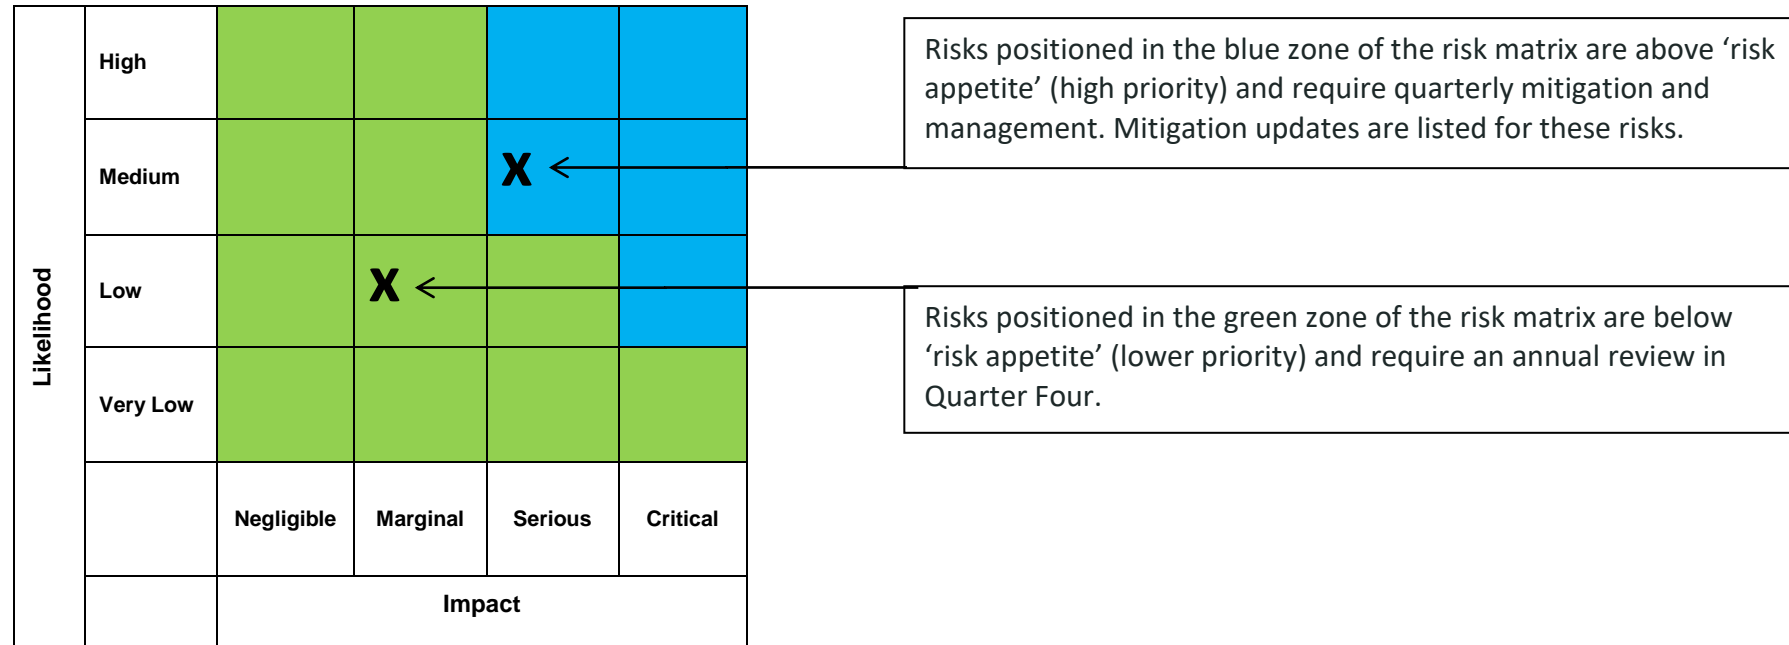 High
Medium
Low
Very Low
Likelihood
Negligible Marginal Serious Critical
Impact
X
X
Risks positioned in the blue zone of the risk matrix are above ‘risk
appetite’ (high priority) and require quarterly mitigation and
management. Mitigation updates are listed for these risks.
Risks positioned in the green zone of the risk matrix are below
‘risk appetite’ (lower priority) and require an annual review in
Quarter Four.